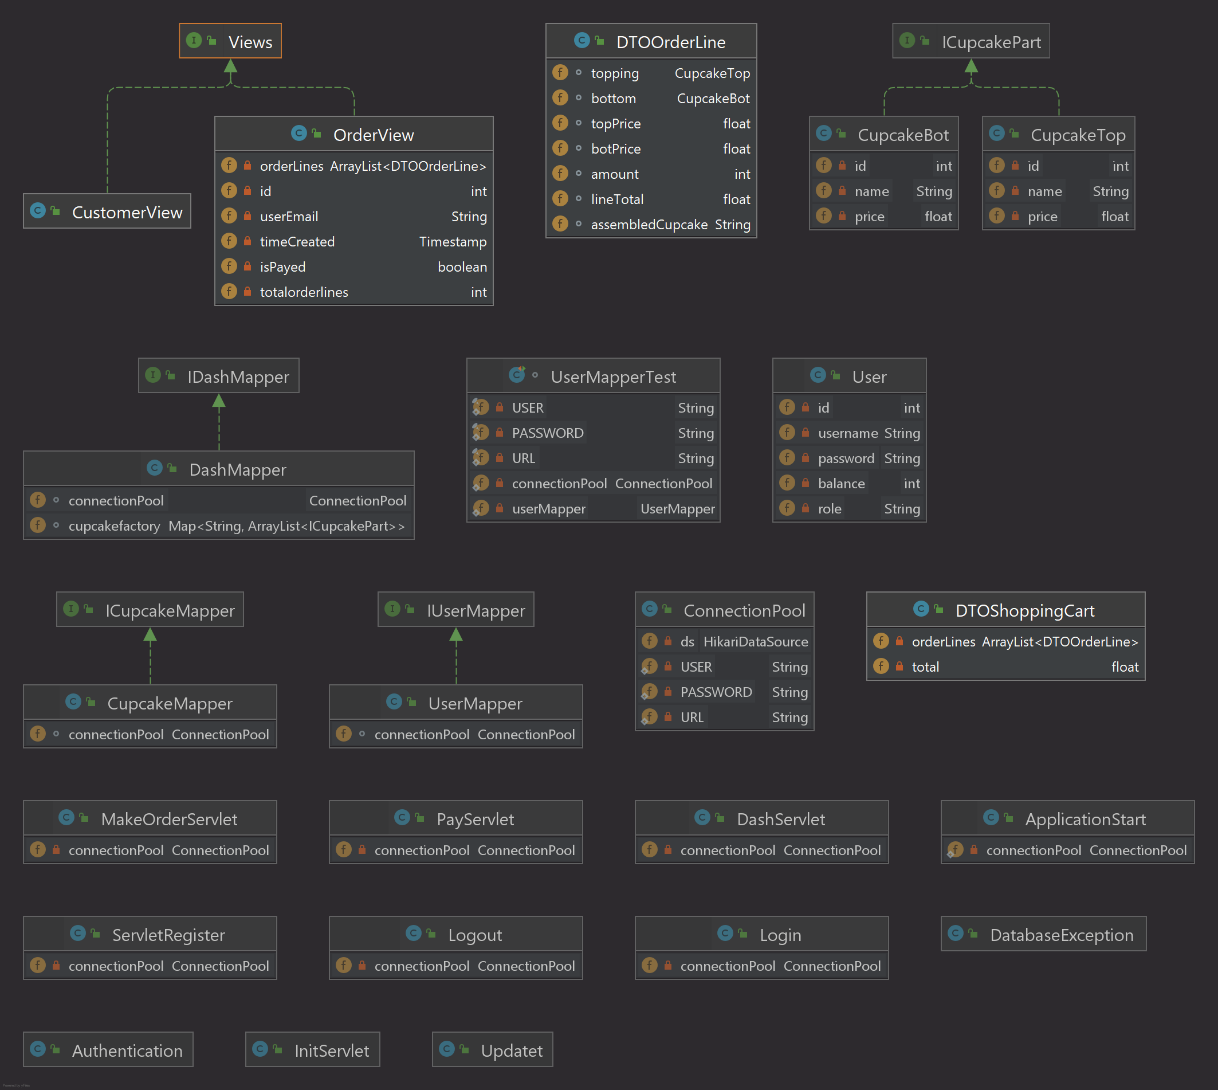 Views
DTOOrderLine
ICupcakePart
topping CupcakeTop
bottom CupcakeBot
topPrice float
botPrice float
amount int
lineTotal float
assembledCupcake String
OrderView
orderLines ArrayList<DTOOrderLine>
id int
userEmail String
timeCreated Timestamp
isPayed boolean
totalorderlines int
CustomerView
CupcakeBot
id int
name String
price float
CupcakeTop
id int
name String
price float
IDashMapper
DashMapper
connectionPool ConnectionPool
cupcakefactory Map<String, ArrayList<ICupcakePart>>
UserMapperTest
USER String
PASSWORD String
URL String
connectionPool ConnectionPool
userMapper UserMapper
User
id int
username String
password String
balance int
role String
ICupcakeMapper
CupcakeMapper
connectionPool ConnectionPool
IUserMapper
UserMapper
connectionPool ConnectionPool
ConnectionPool
ds HikariDataSource
USER String
PASSWORD String
URL String
DTOShoppingCart
orderLines ArrayList<DTOOrderLine>
total float
MakeOrderServlet
connectionPool ConnectionPool
PayServlet
connectionPool ConnectionPool
DashServlet
connectionPool ConnectionPool
ApplicationStart
connectionPool ConnectionPool
ServletRegister
connectionPool ConnectionPool
Logout
connectionPool ConnectionPool
Login
connectionPool ConnectionPool
DatabaseException
Authentication
InitServlet
Updatet